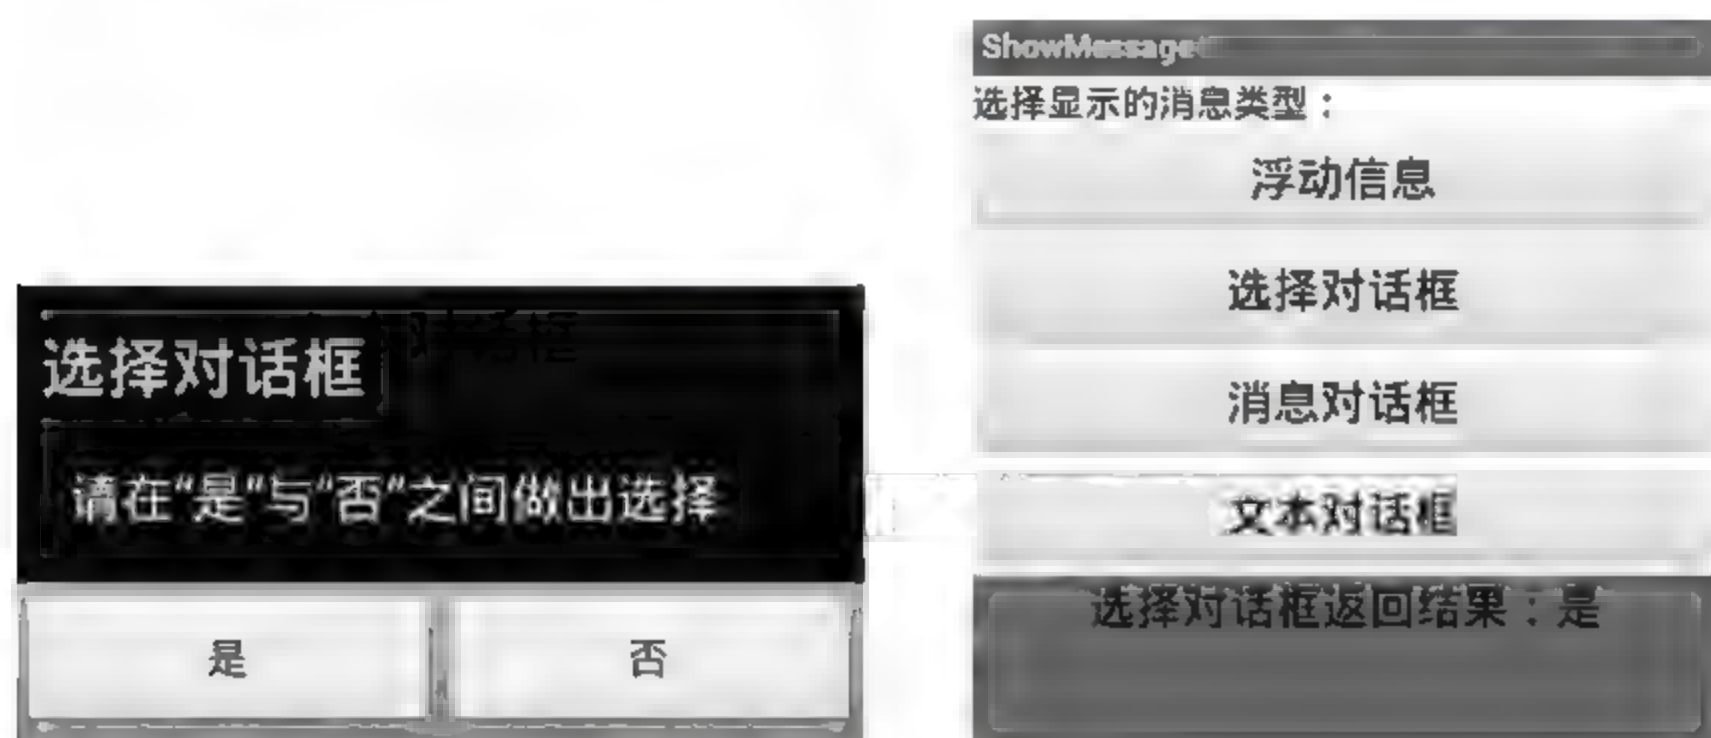 选择对话框
请在"是"与"否"之间做出选择
是
否
ShowMessage
选择显示的消息类型：
浮动信息
选择对话框
消息对话框
文本对话框
选择对话框返回结果：是